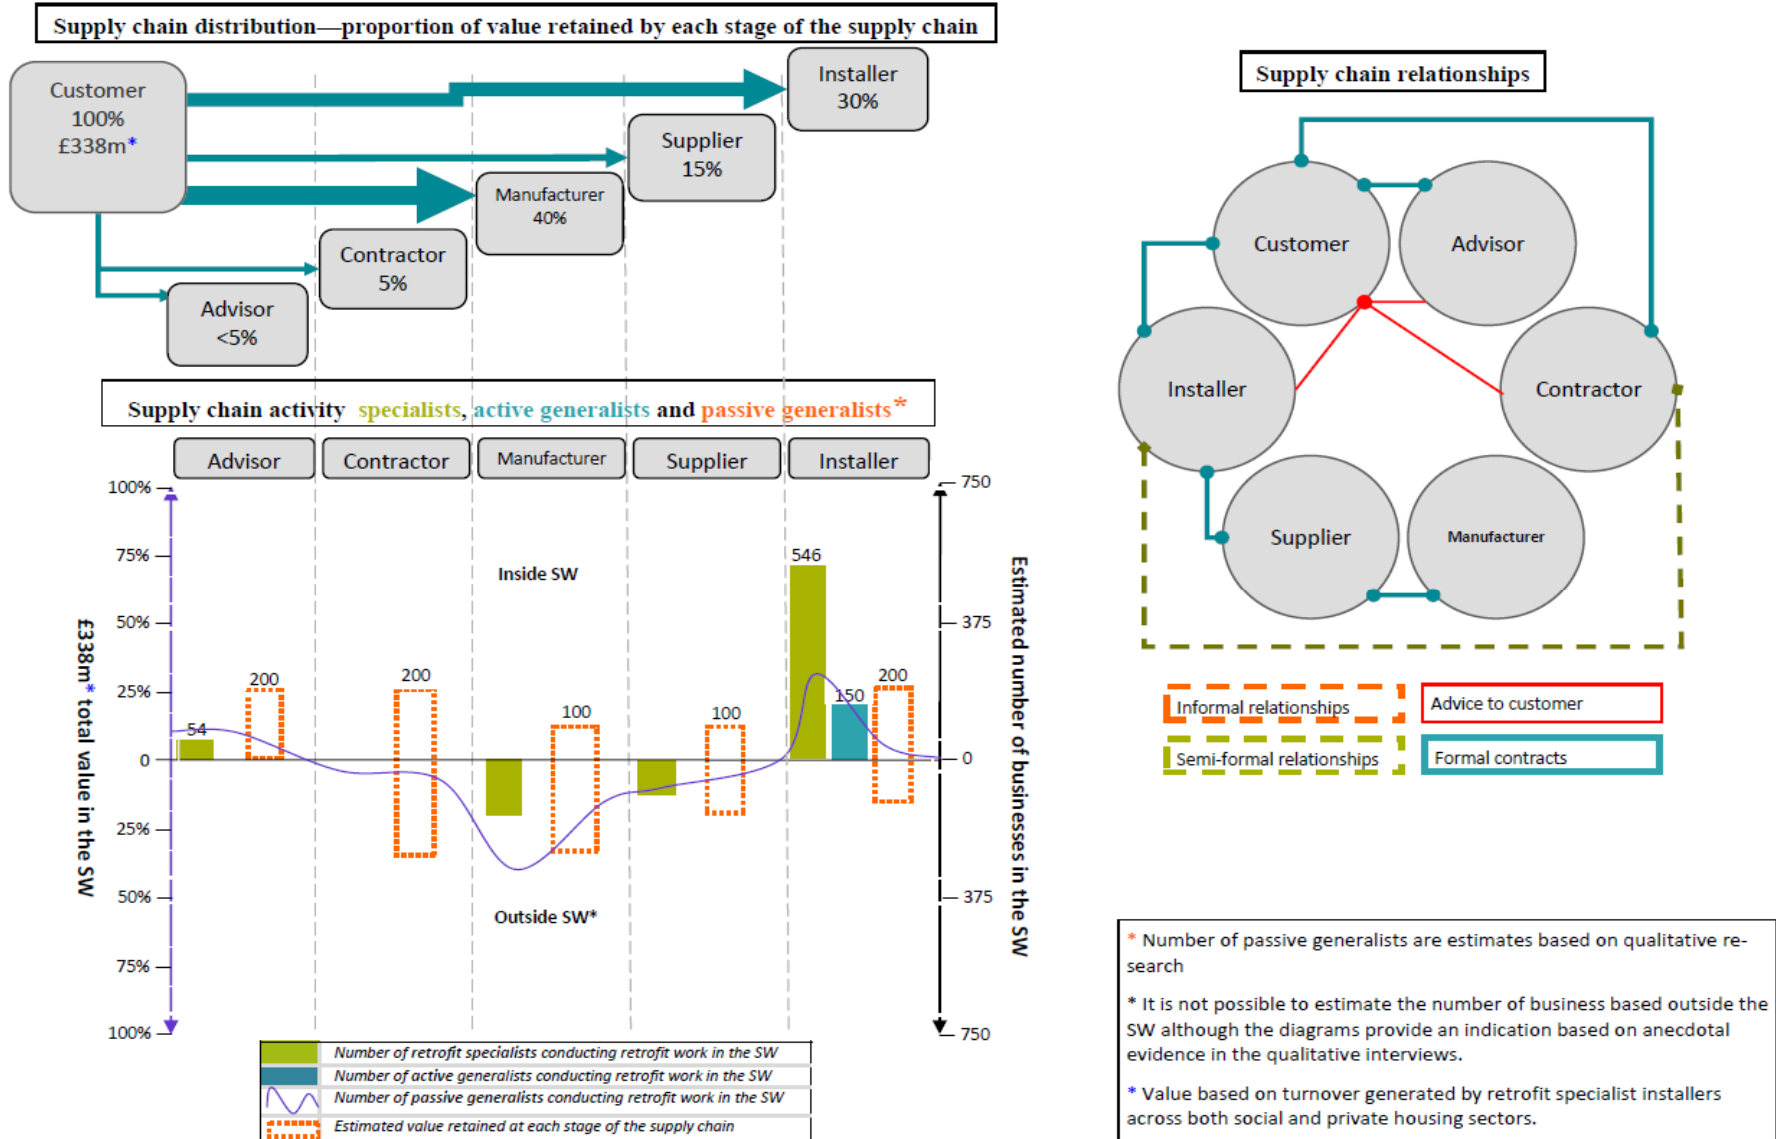 Supply chain distribution—proportion of value retained by each stage of the supply chain
Customer
100%
£338m*
Installer
30%
Supplier
15%
Manufacturer
40%
Contractor
5%
Advisor
<5%
Supply chain activity specialists, active generalists and passive generalists*
Advisor
Contractor
Manufacturer
Supplier
Installer
100%
75%
50%
25%
0
25%
50%
75%
100%
£338m* total value in the SW
Inside SW
Outside SW*
54
200
200
100
100
546
150
200
750
375
0
375
750
Estimated number of businesses in the SW
Number of retrofit specialists conducting retrofit work in the SW
Number of active generalists conducting retrofit work in the SW
Number of passive generalists conducting retrofit work in the SW
Estimated value retained at each stage of the supply chain
Supply chain relationships
Customer
Advisor
Installer
Contractor
Supplier
Manufacturer
Informal relationships
Advice to customer
Semi-formal relationships
Formal contracts
* Number of passive generalists are estimates based on qualitative re-
search
* It is not possible to estimate the number of business based outside the
SW although the diagrams provide an indication based on anecdotal
evidence in the qualitative interviews.
* Value based on turnover generated by retrofit specialist installers
across both social and private housing sectors.